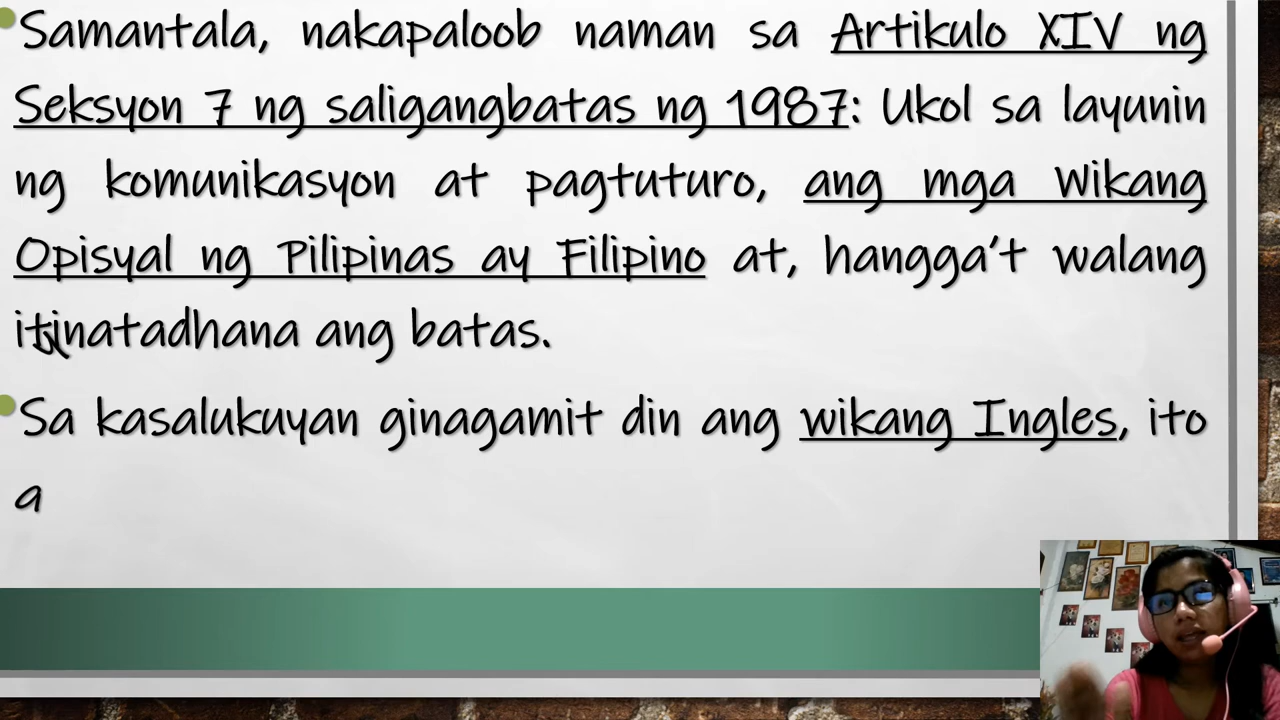 Samantala, nakapaloob naman sa Artikulo XIV ng
Seksyon 7 ng saligangbatas ng 1987: Ukol sa layunin
ng komunikasyon at pagtuturo, ang mga Wikang
Opisyal ng Pilipinas ay Filipino at, hangga't walang
itinatadhana ang batas.
Sa kasalukuyan ginagamit din ang wikang Ingles, ito
a